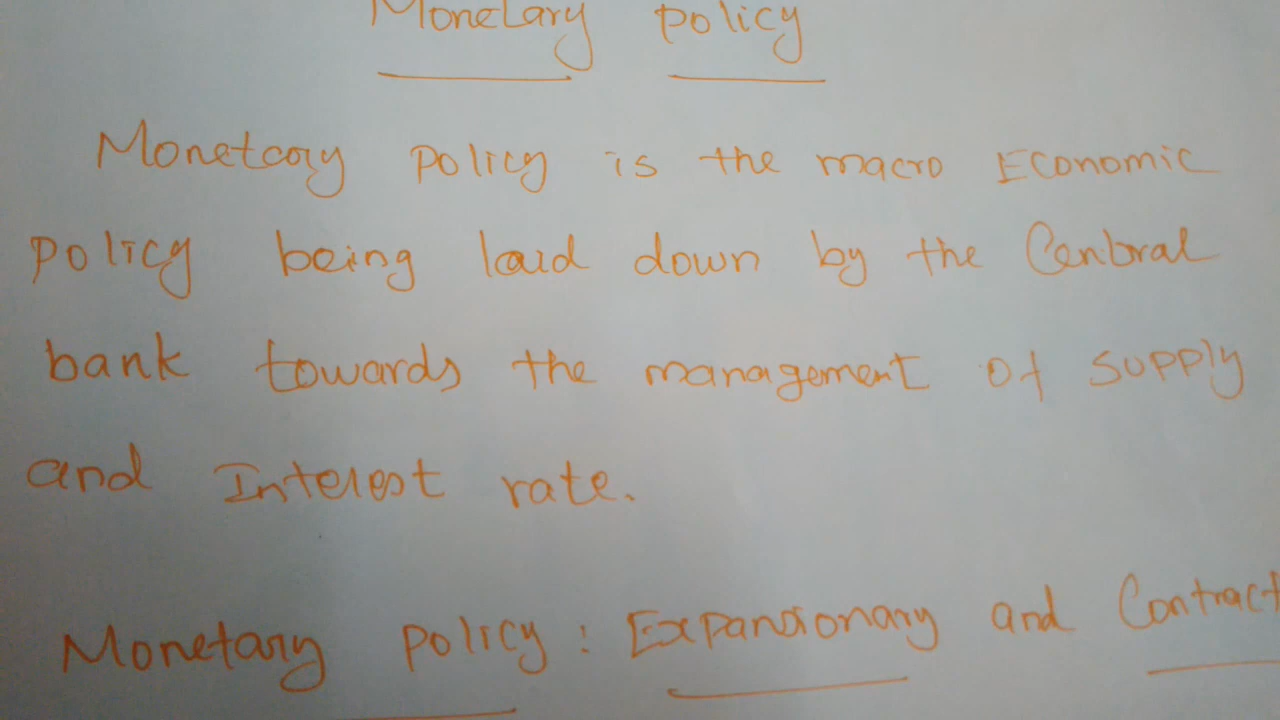 Monetary policy
Monetary policy is the macro Economic
policy being laid down by the Central
bank towards the management of supply
and Interest rate.
Monetary policy : Expansionary and Contract